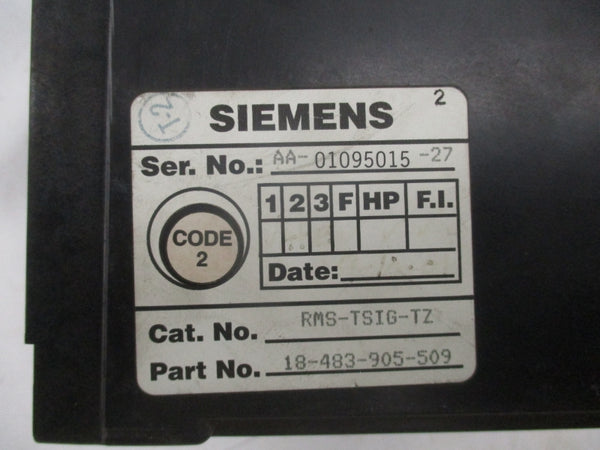 T-2
SIEMENS 2
Ser. No.: AA- 01095015 -27
1 2 3 F HP F.I.
CODE
2
Date:
Cat. No. RMS-TSIG-TZ
Part No. 18-483-905-509